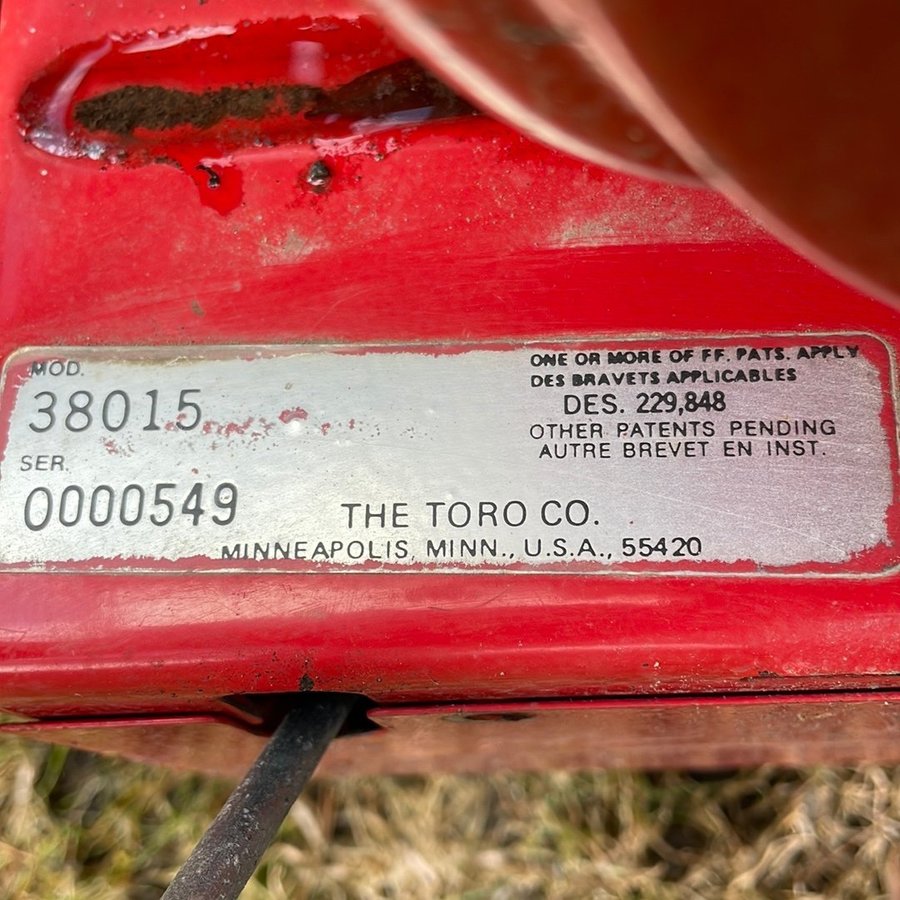 MOD.
38015
SER.
0000549
ONE OR MORE OF FF. PATS. APPLY
DES BRAVETS APPLICABLES
DES. 229,848
OTHER PATENTS PENDING
AUTRE BREVET EN INST.
THE TORO CO.
MINNEAPOLIS, MINN., U.S.A., 55420